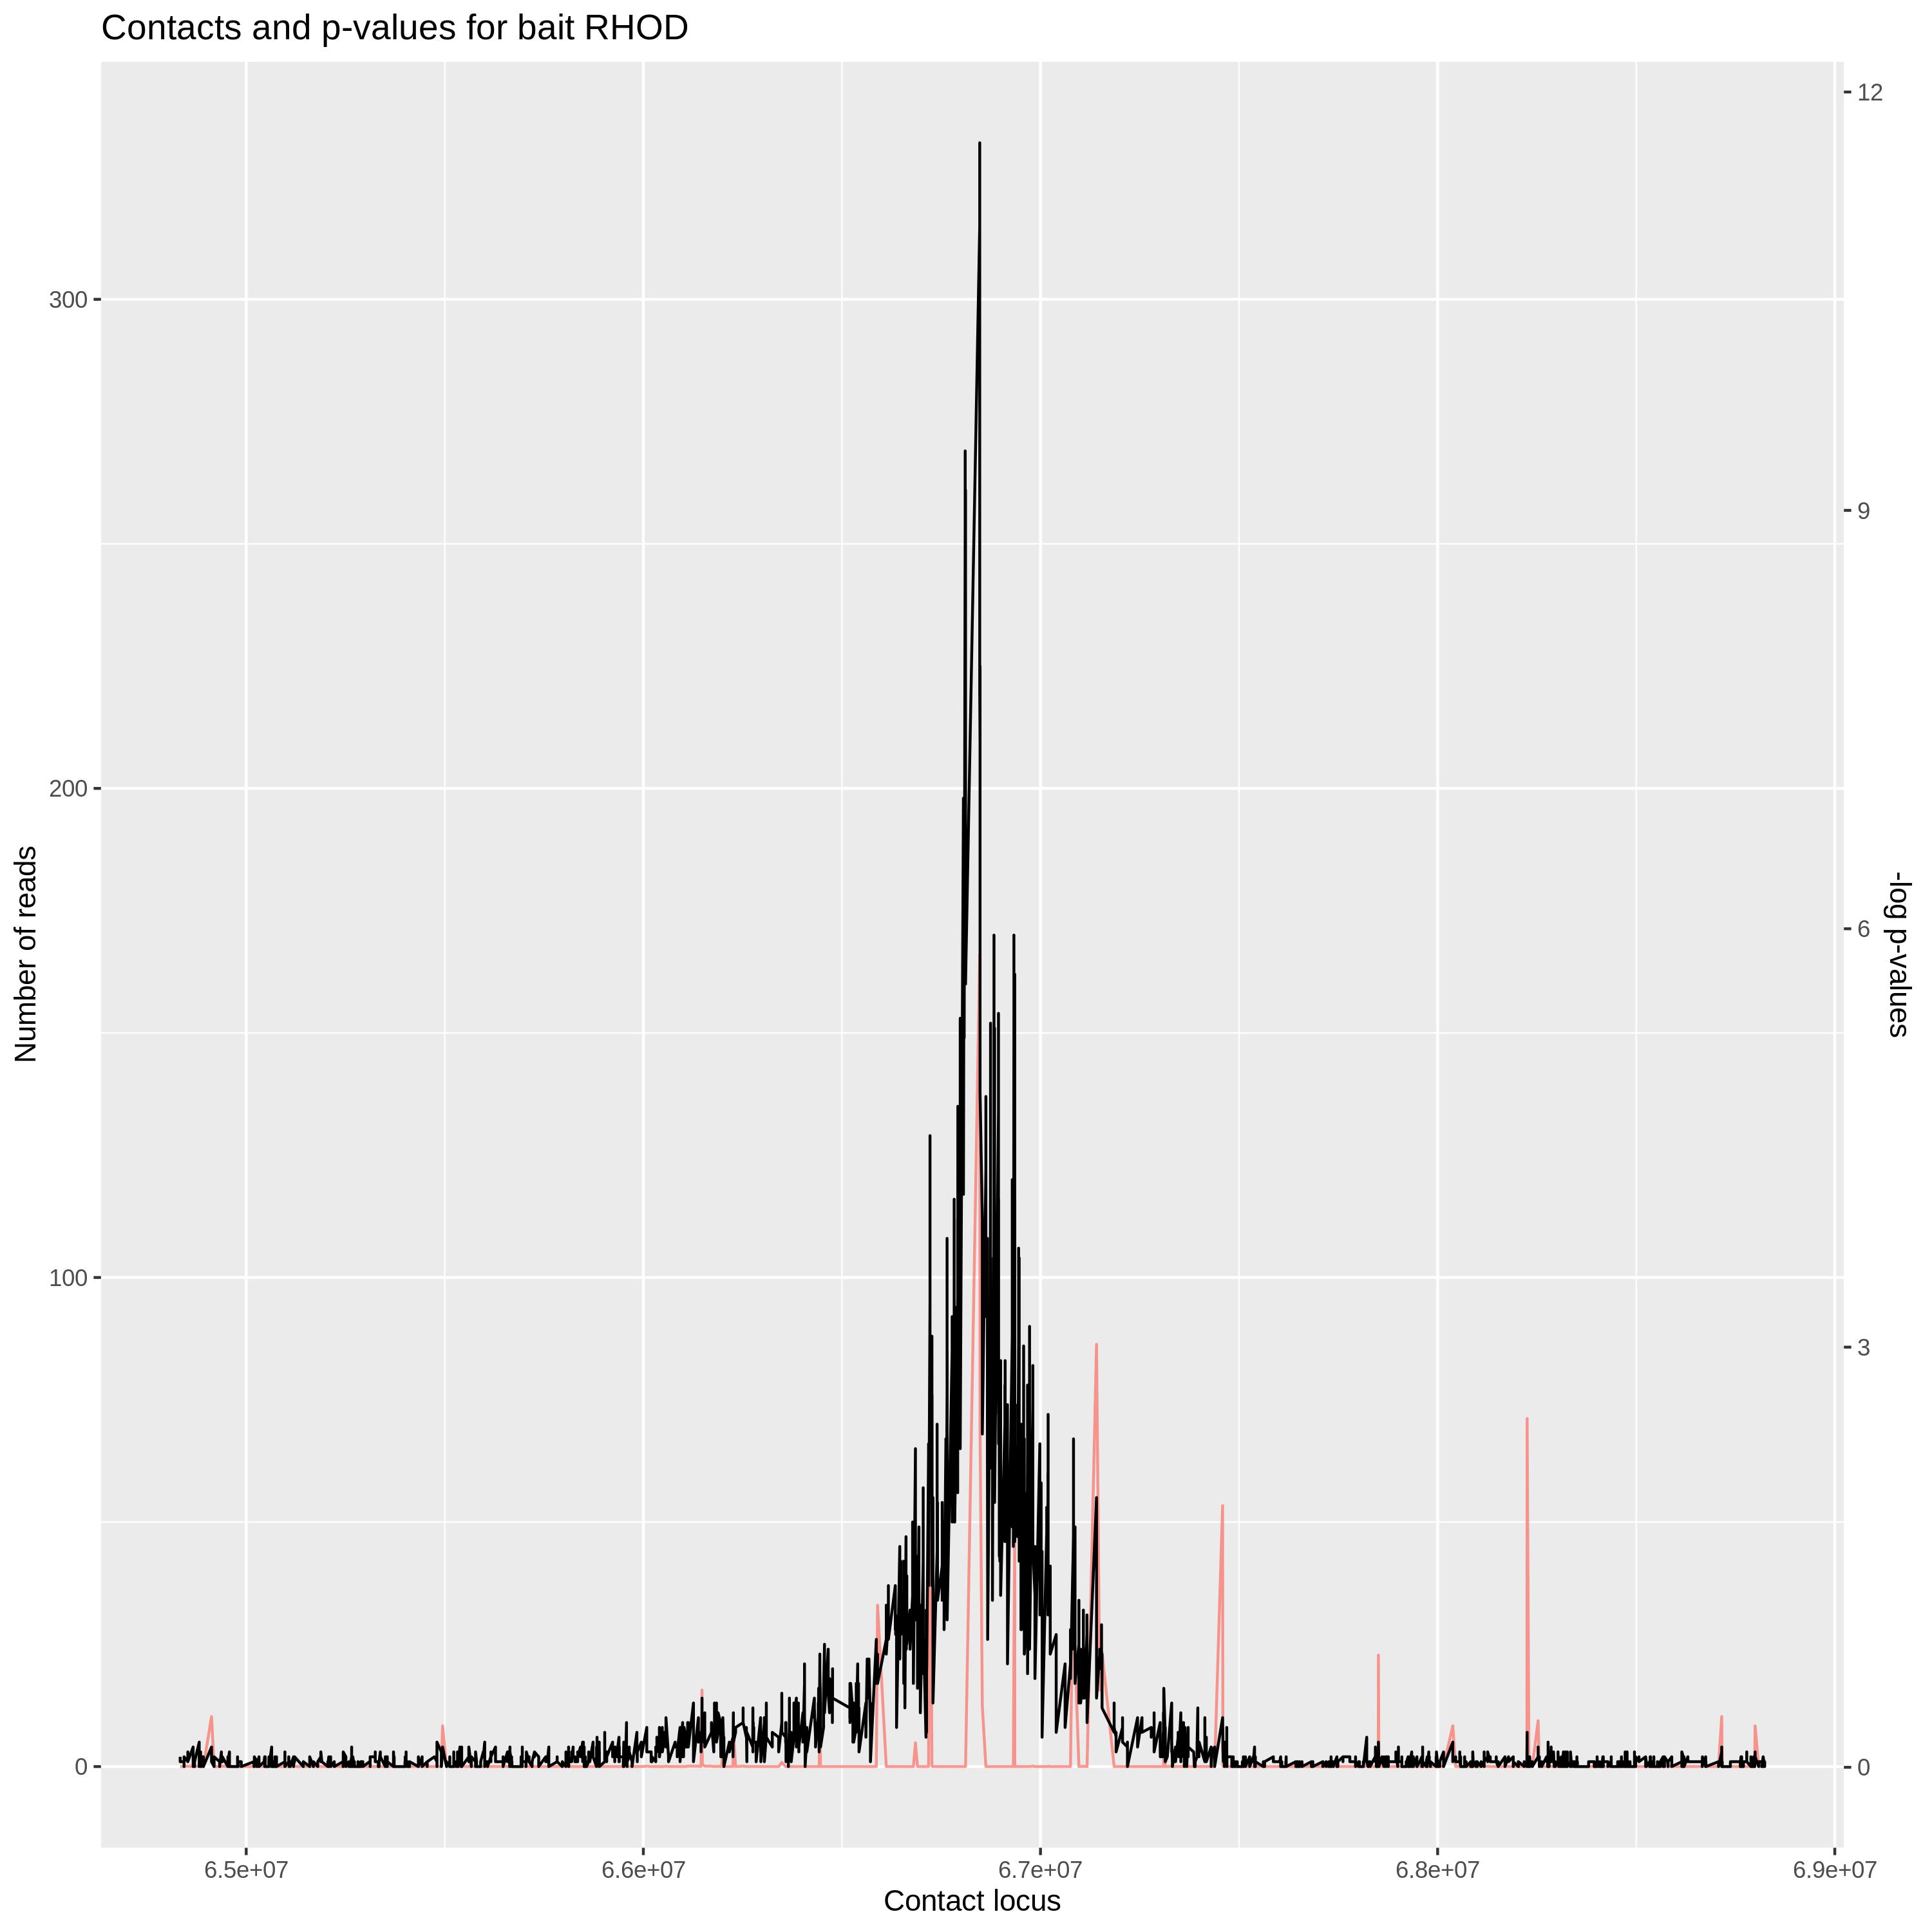 Contacts and p-values for bait RHOD
Number of reads
300
200
100
0
12
9
6
3
0
-log p-values
6.5e+07
6.6e+07
6.7e+07
6.8e+07
6.9e+07
Contact locus